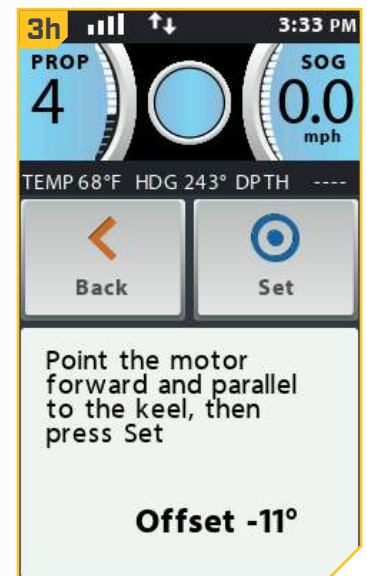 3h 3:33 PM
PROP SOG
4 0.0
mph
TEMP 68°F HDG 243° DPTH ----
Back Set
Point the motor
forward and parallel
to the keel, then
press Set
Offset -11°